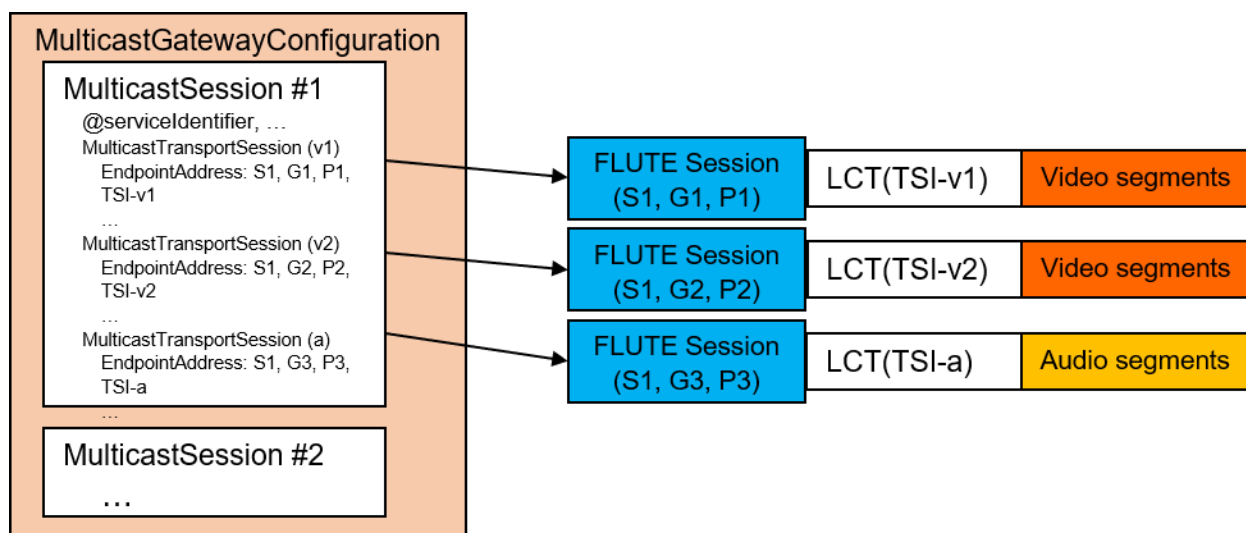 MulticastGatewayConfiguration
MulticastSession #1
@serviceIdentifier, …
MulticastTransportSession (v1)
EndpointAddress: S1, G1, P1,
TSI-v1
…
MulticastTransportSession (v2)
EndpointAddress: S1, G2, P2,
TSI-v2
…
MulticastTransportSession (a)
EndpointAddress: S1, G3, P3,
TSI-a
…
MulticastSession #2
…
FLUTE Session
(S1, G1, P1)
LCT(TSI-v1)
Video segments
FLUTE Session
(S1, G2, P2)
LCT(TSI-v2)
Video segments
FLUTE Session
(S1, G3, P3)
LCT(TSI-a)
Audio segments